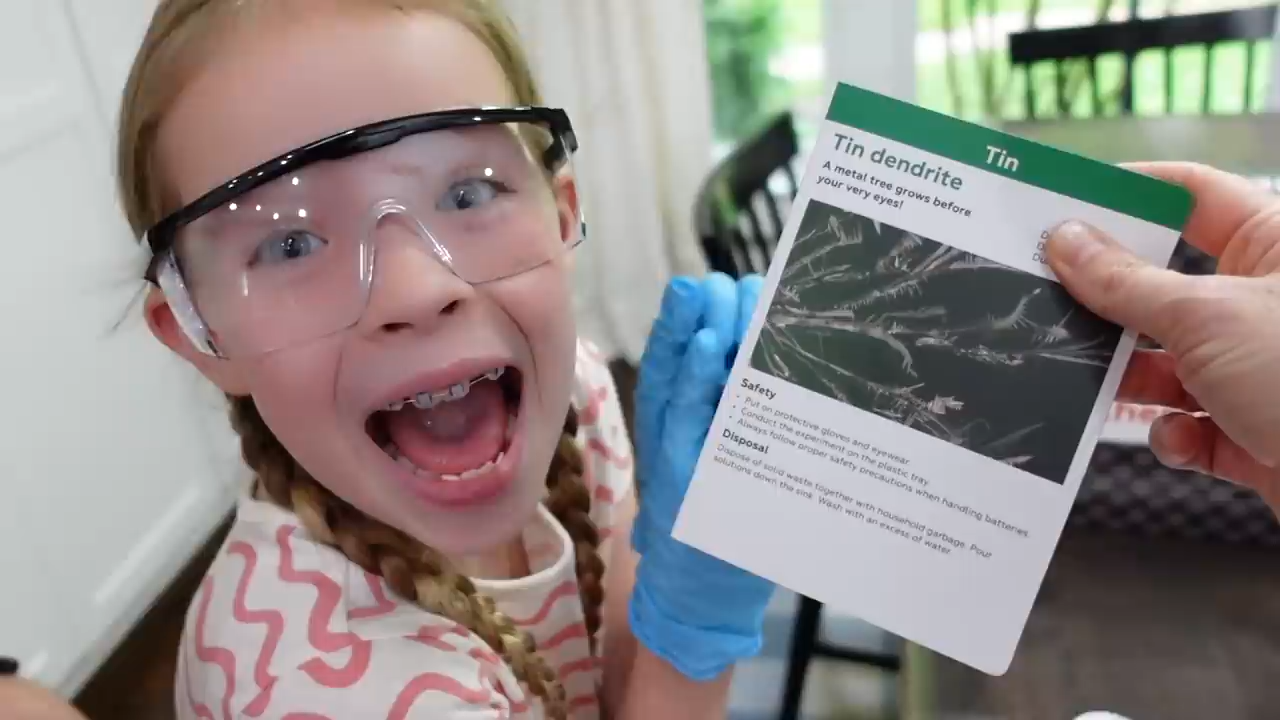 Tin
Tin dendrite
A metal tree grows before
your very eyes!
Safety
• Put on protective gloves and eyewear.
• Conduct the experiment on the plastic tray.
• Always follow proper safety precautions when handling batteries.
Disposal
Dispose of solid waste together with household garbage. Pour
solutions down the sink. Wash with an excess of water.